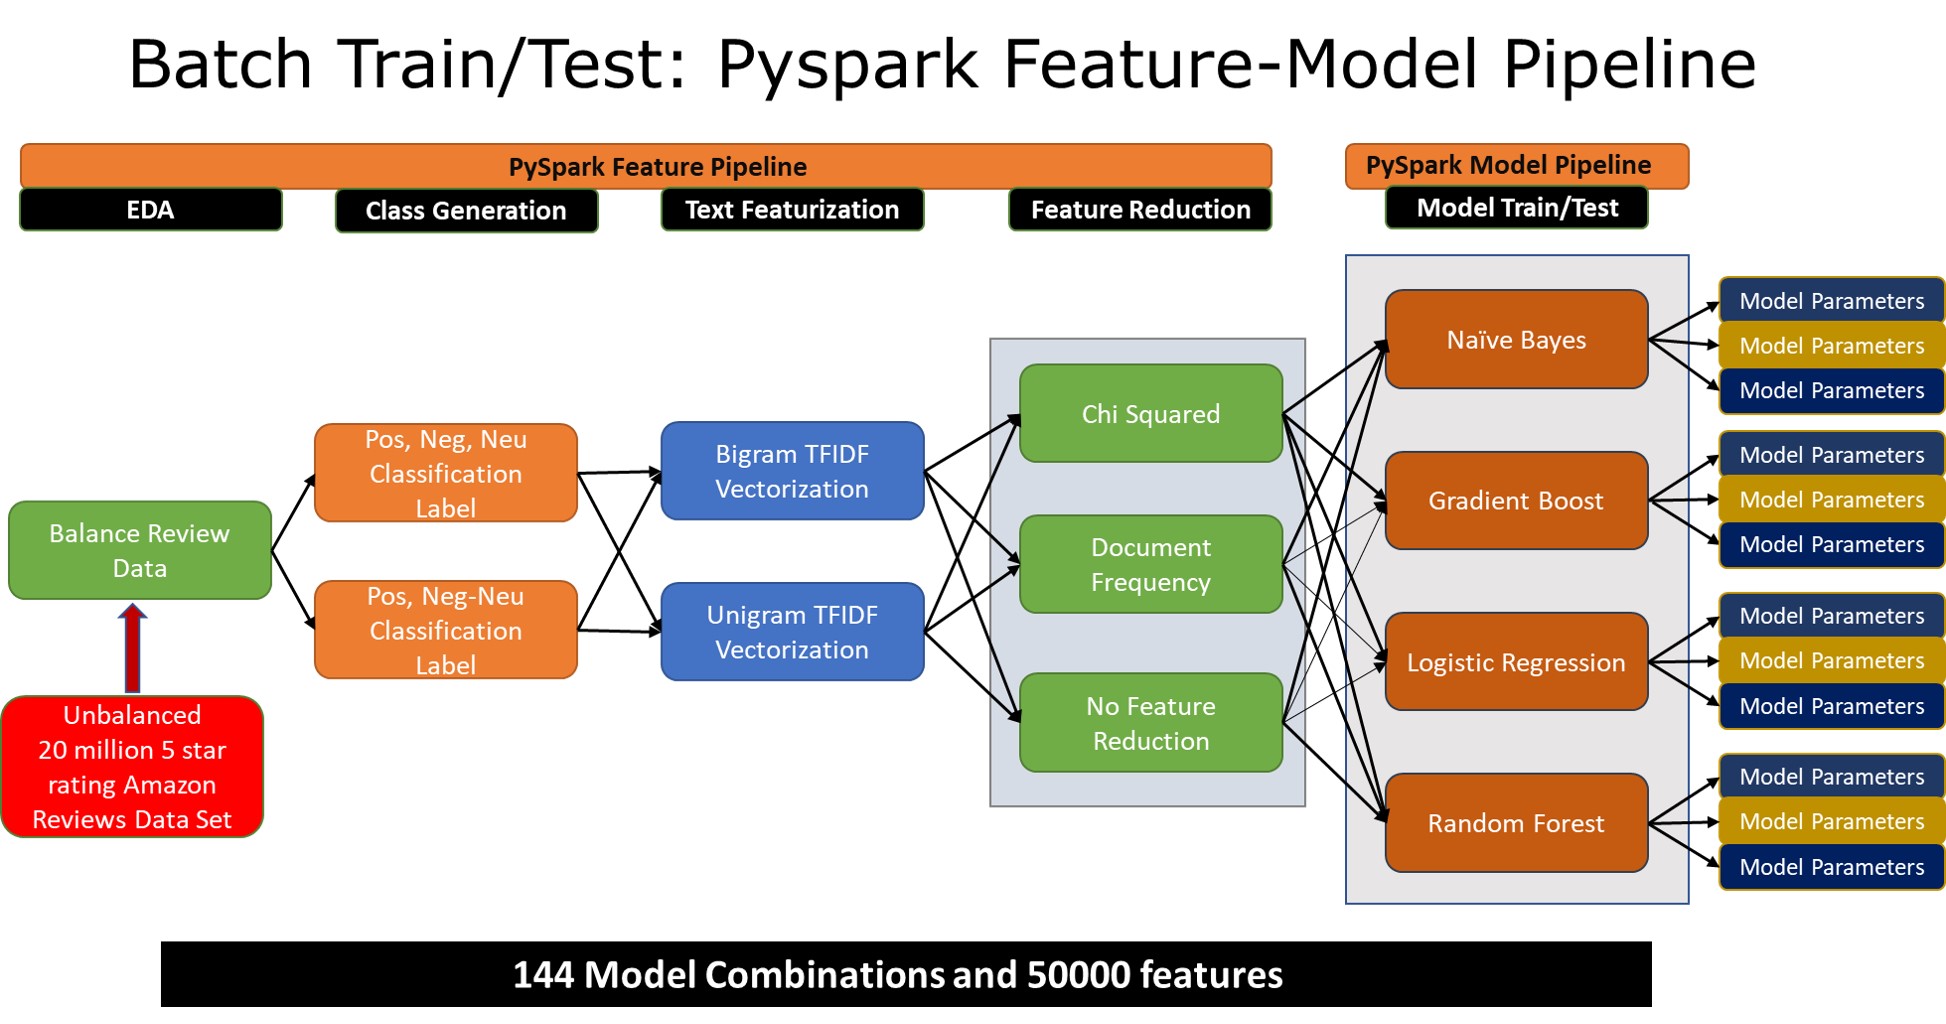 Batch Train/Test: Pyspark Feature-Model Pipeline
PySpark Feature Pipeline
PySpark Model Pipeline
EDA
Class Generation
Text Featurization
Feature Reduction
Model Train/Test
Balance Review
Data
Unbalanced
20 million 5 star
rating Amazon
Reviews Data Set
Pos, Neg, Neu
Classification
Label
Pos, Neg-Neu
Classification
Label
Bigram TFIDF
Vectorization
Unigram TFIDF
Vectorization
Chi Squared
Document
Frequency
No Feature
Reduction
Naïve Bayes
Gradient Boost
Logistic Regression
Random Forest
Model Parameters
Model Parameters
Model Parameters
Model Parameters
Model Parameters
Model Parameters
Model Parameters
Model Parameters
Model Parameters
Model Parameters
Model Parameters
Model Parameters
144 Model Combinations and 50000 features